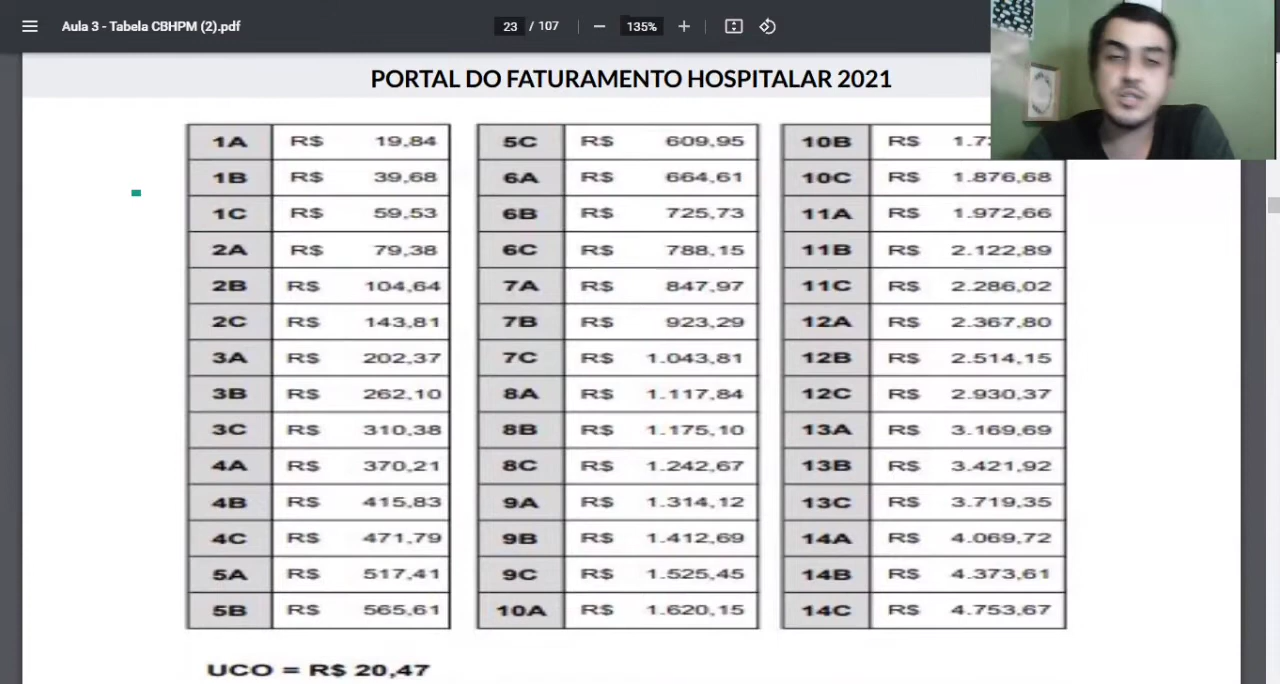 Aula 3 - Tabela CBHPM (2).pdf
23 / 107
135%
PORTAL DO FATURAMENTO HOSPITALAR 2021
1A R$ 19,84 5C R$ 609,95 10B R$ 1.7
1B R$ 39,68 6A R$ 664,61 10C R$ 1.876,68
1C R$ 59,53 6B R$ 725,73 11A R$ 1.972,66
2A R$ 79,38 6C R$ 788,15 11B R$ 2.122,89
2B R$ 104,64 7A R$ 847,97 11C R$ 2.286,02
2C R$ 143,81 7B R$ 923,29 12A R$ 2.367,80
3A R$ 202,37 7C R$ 1.043,81 12B R$ 2.514,15
3B R$ 262,10 8A R$ 1.117,84 12C R$ 2.930,37
3C R$ 310,38 8B R$ 1.175,10 13A R$ 3.169,69
4A R$ 370,21 8C R$ 1.242,67 13B R$ 3.421,92
4B R$ 415,83 9A R$ 1.314,12 13C R$ 3.719,35
4C R$ 471,79 9B R$ 1.412,69 14A R$ 4.069,72
5A R$ 517,41 9C R$ 1.525,45 14B R$ 4.373,61
5B R$ 565,61 10A R$ 1.620,15 14C R$ 4.753,67
UCO = R$ 20,47